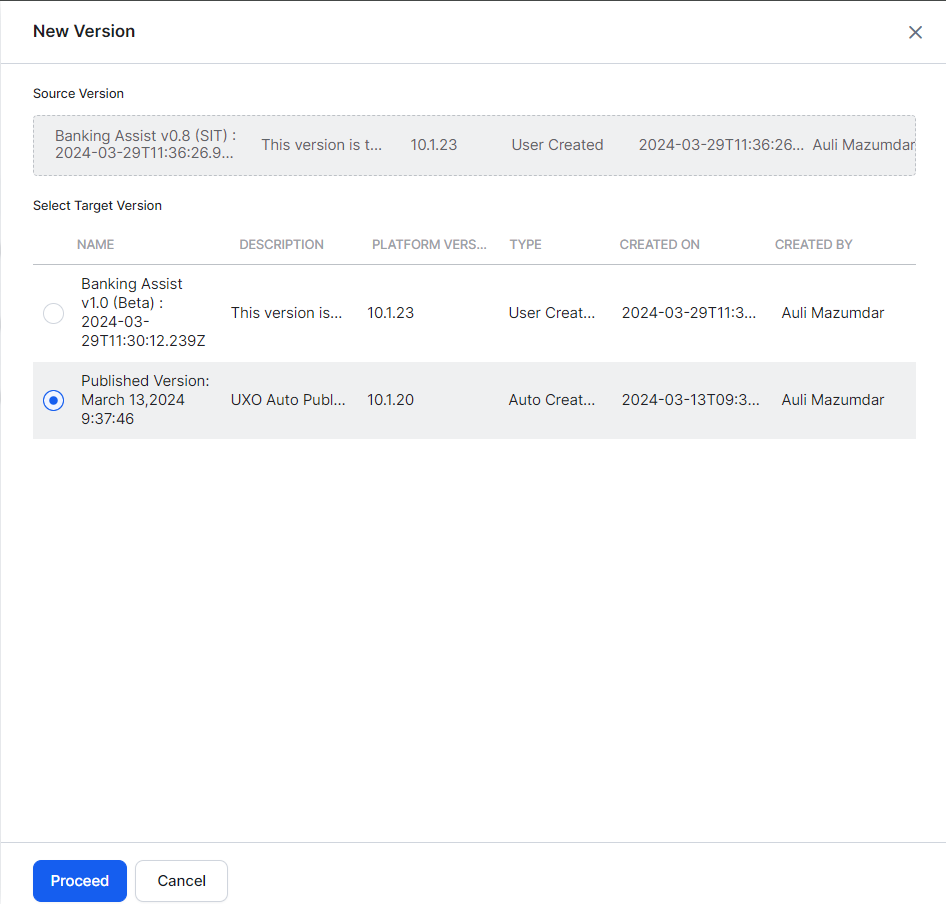 New Version
Source Version
Banking Assist v0.8 (SIT) :
2024-03-29T11:36:26.9...
This version is t...
10.1.23
User Created
2024-03-29T11:36:26...
Auli Mazumdar
Select Target Version
NAME
DESCRIPTION
PLATFORM VERS...
TYPE
CREATED ON
CREATED BY
Banking Assist
v1.0 (Beta) :
2024-03-
29T11:30:12.239Z
This version is...
10.1.23
User Creat...
2024-03-29T11:3...
Auli Mazumdar
Published Version:
March 13,2024
9:37:46
UXO Auto Publ...
10.1.20
Auto Creat...
2024-03-13T09:3...
Auli Mazumdar
Proceed
Cancel